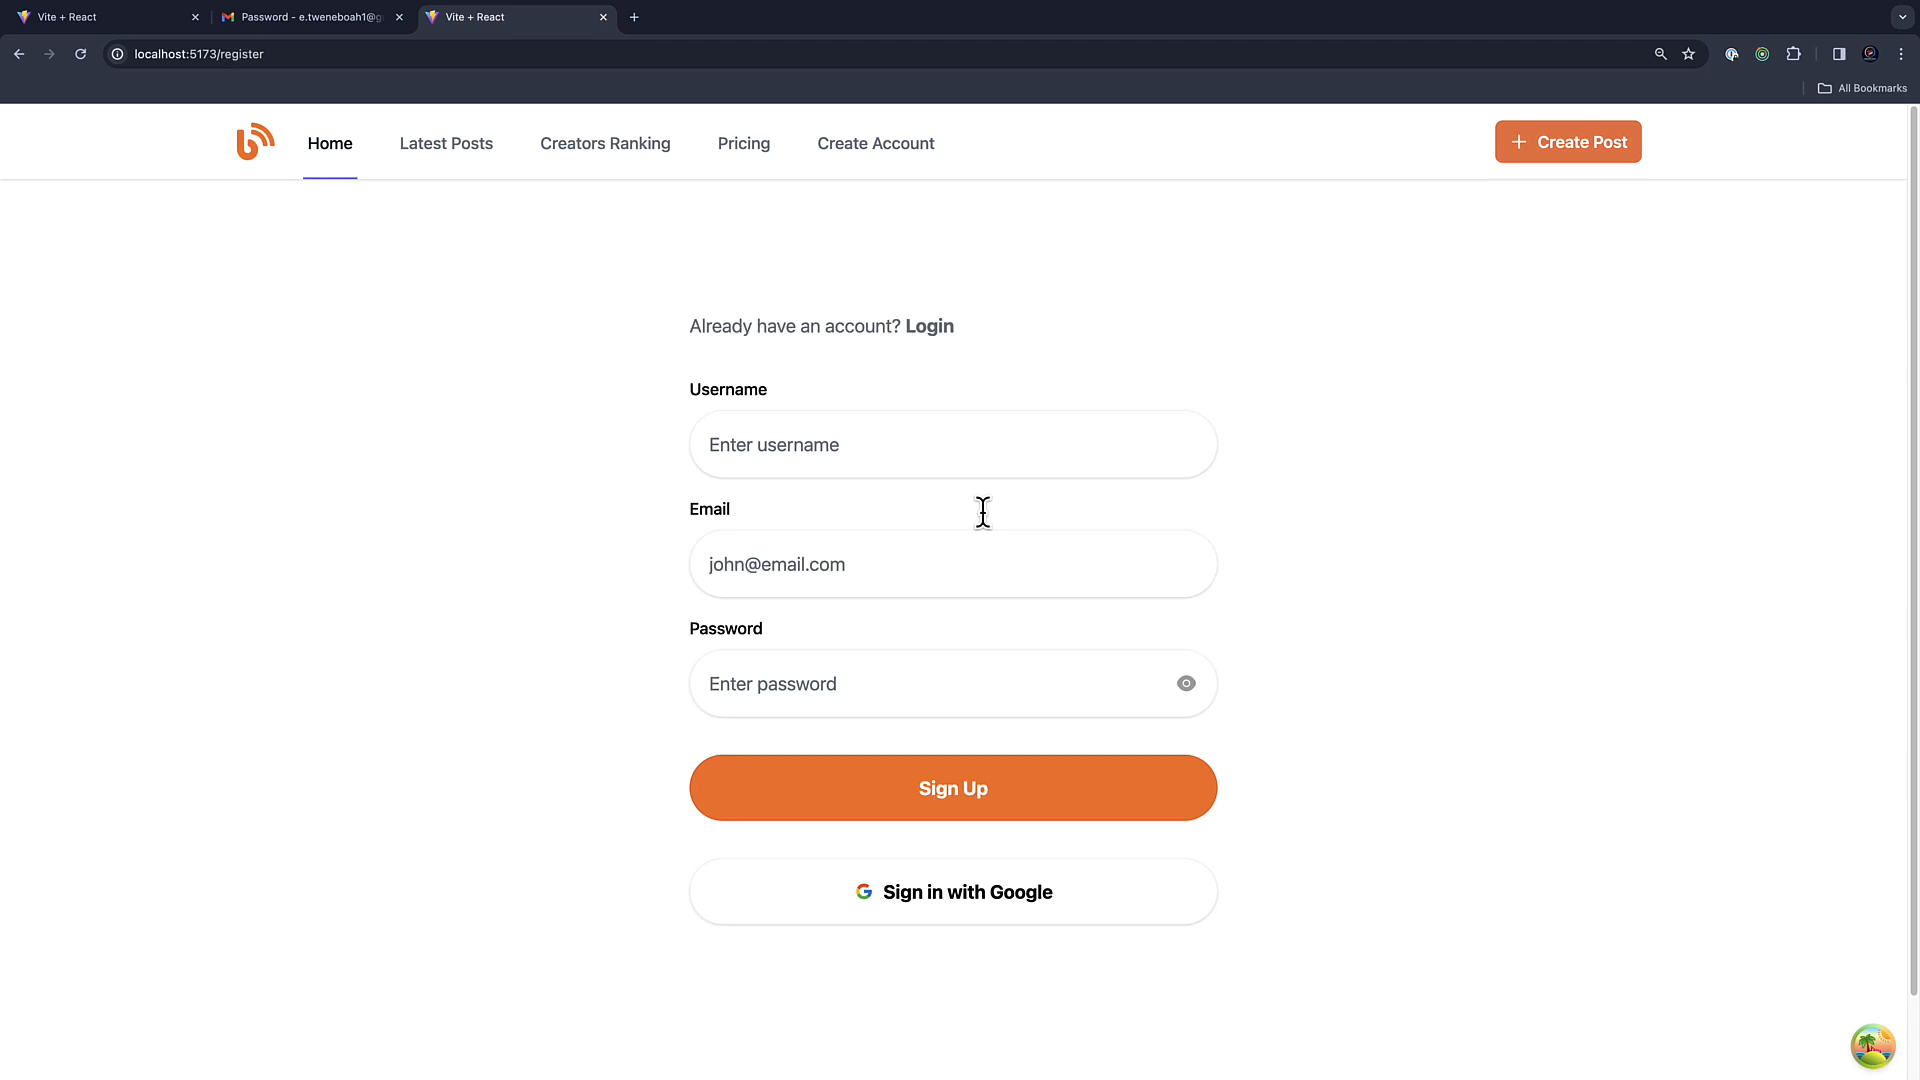 Vite + React
Password - e.tweneboah1@g
Vite + React
localhost:5173/register
All Bookmarks
Home
Latest Posts
Creators Ranking
Pricing
Create Account
+ Create Post
Already have an account? Login
Username
Enter username
Email
john@email.com
Password
Enter password
Sign Up
Sign in with Google